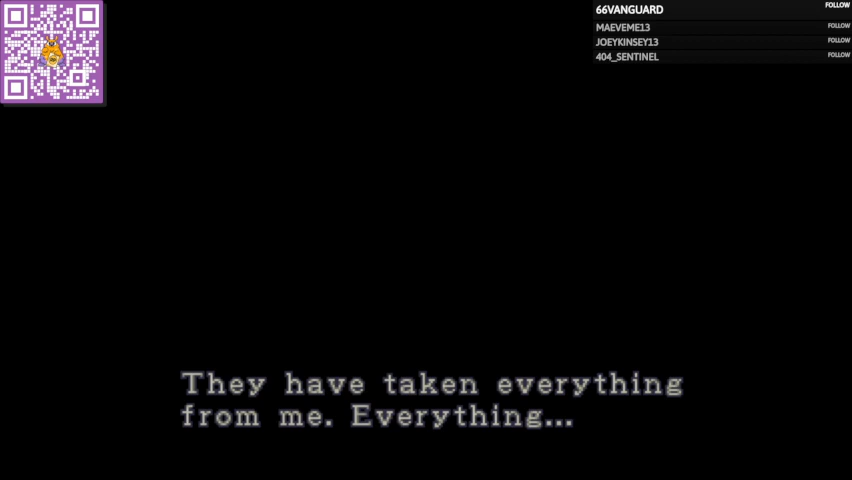 66VANGUARD FOLLOW
MAEVEME13 FOLLOW
JOEYKINSEY13 FOLLOW
404_SENTINEL FOLLOW
They have taken everything
from me. Everything...